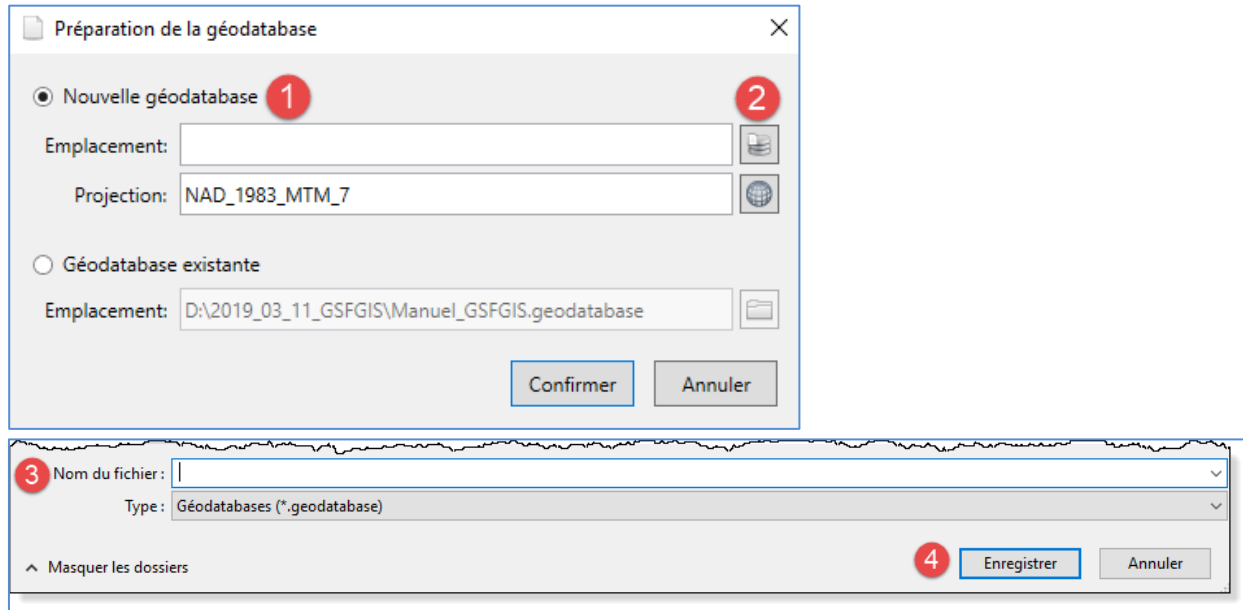 Préparation de la géodatabase
Nouvelle géodatabase 1 2
Emplacement:
Projection: NAD_1983_MTM_7
Géodatabase existante
Emplacement: D:\2019_03_11_GSFGIS\Manuel_GSFGIS.geodatabase
Confirmer Annuler
3 Nom du fichier :
Type : Géodatabases (*.geodatabase)
Masquer les dossiers 4 Enregistrer Annuler